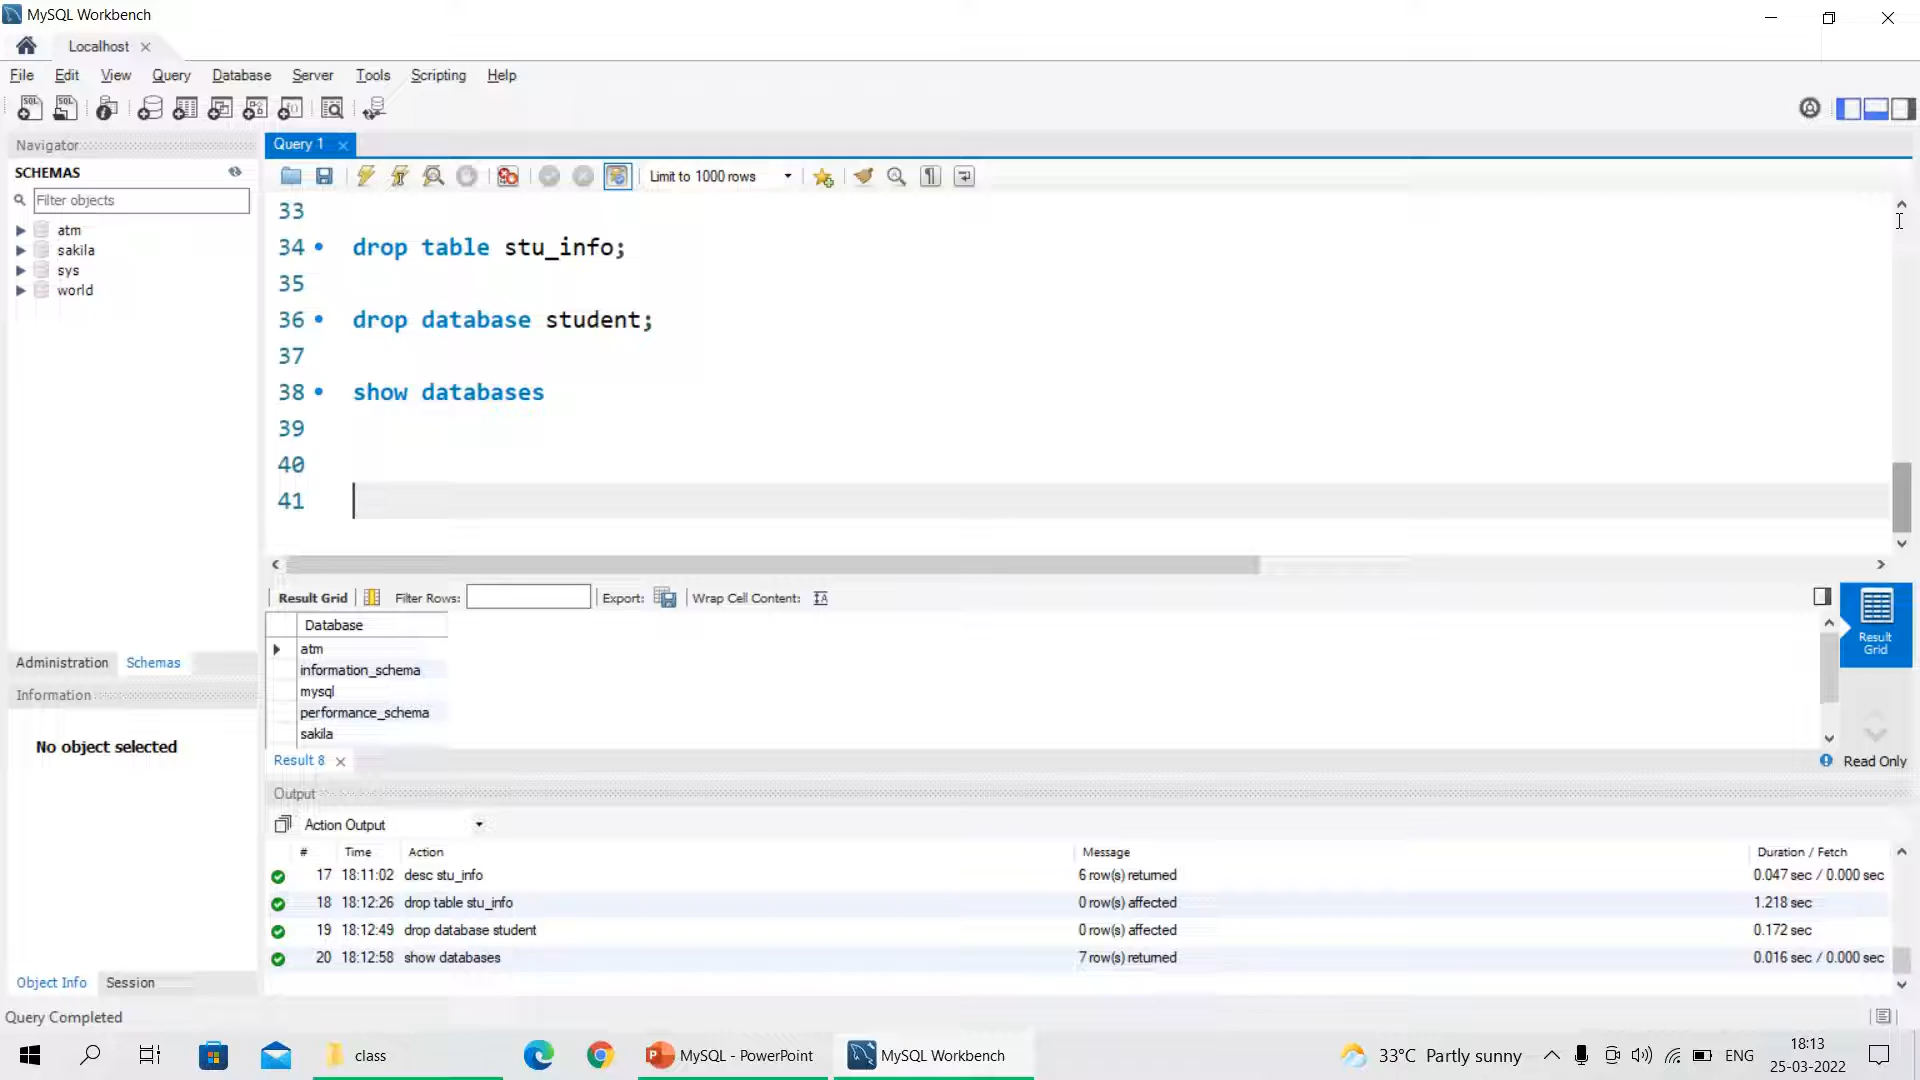 MySQL Workbench
Localhost
File Edit View Query Database Server Tools Scripting Help
Navigator
SCHEMAS
Filter objects
atm
sakila
sys
world
Administration Schemas
Information
No object selected
Object Info Session
Query Completed
Query 1
Limit to 1000 rows
33
34 drop table stu_info;
35
36 drop database student;
37
38 show databases
39
40
41
Result Grid Filter Rows: Export: Wrap Cell Content:
Database
atm
information_schema
mysql
performance_schema
sakila
Result Grid
Result 8
Read Only
Output
Action Output
# Time Action Message Duration / Fetch
17 18:11:02 desc stu_info 6 row(s) returned 0.047 sec / 0.000 sec
18 18:12:26 drop table stu_info 0 row(s) affected 1.218 sec
19 18:12:49 drop database student 0 row(s) affected 0.172 sec
20 18:12:58 show databases 7 row(s) returned 0.016 sec / 0.000 sec
class
MySQL - PowerPoint
MySQL Workbench
33°C Partly sunny
ENG
18:13
25-03-2022